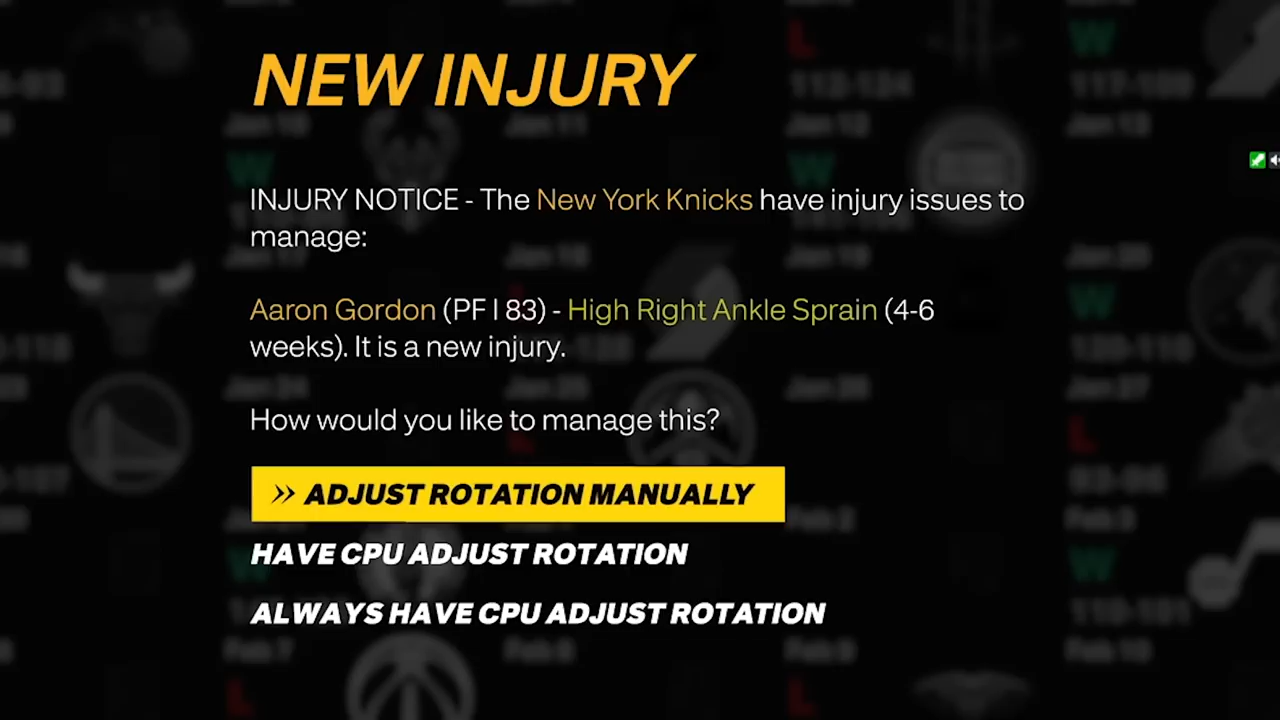 NEW INJURY
INJURY NOTICE - The New York Knicks have injury issues to
manage:
Aaron Gordon (PF | 83) - High Right Ankle Sprain (4-6
weeks). It is a new injury.
How would you like to manage this?
>> ADJUST ROTATION MANUALLY
HAVE CPU ADJUST ROTATION
ALWAYS HAVE CPU ADJUST ROTATION